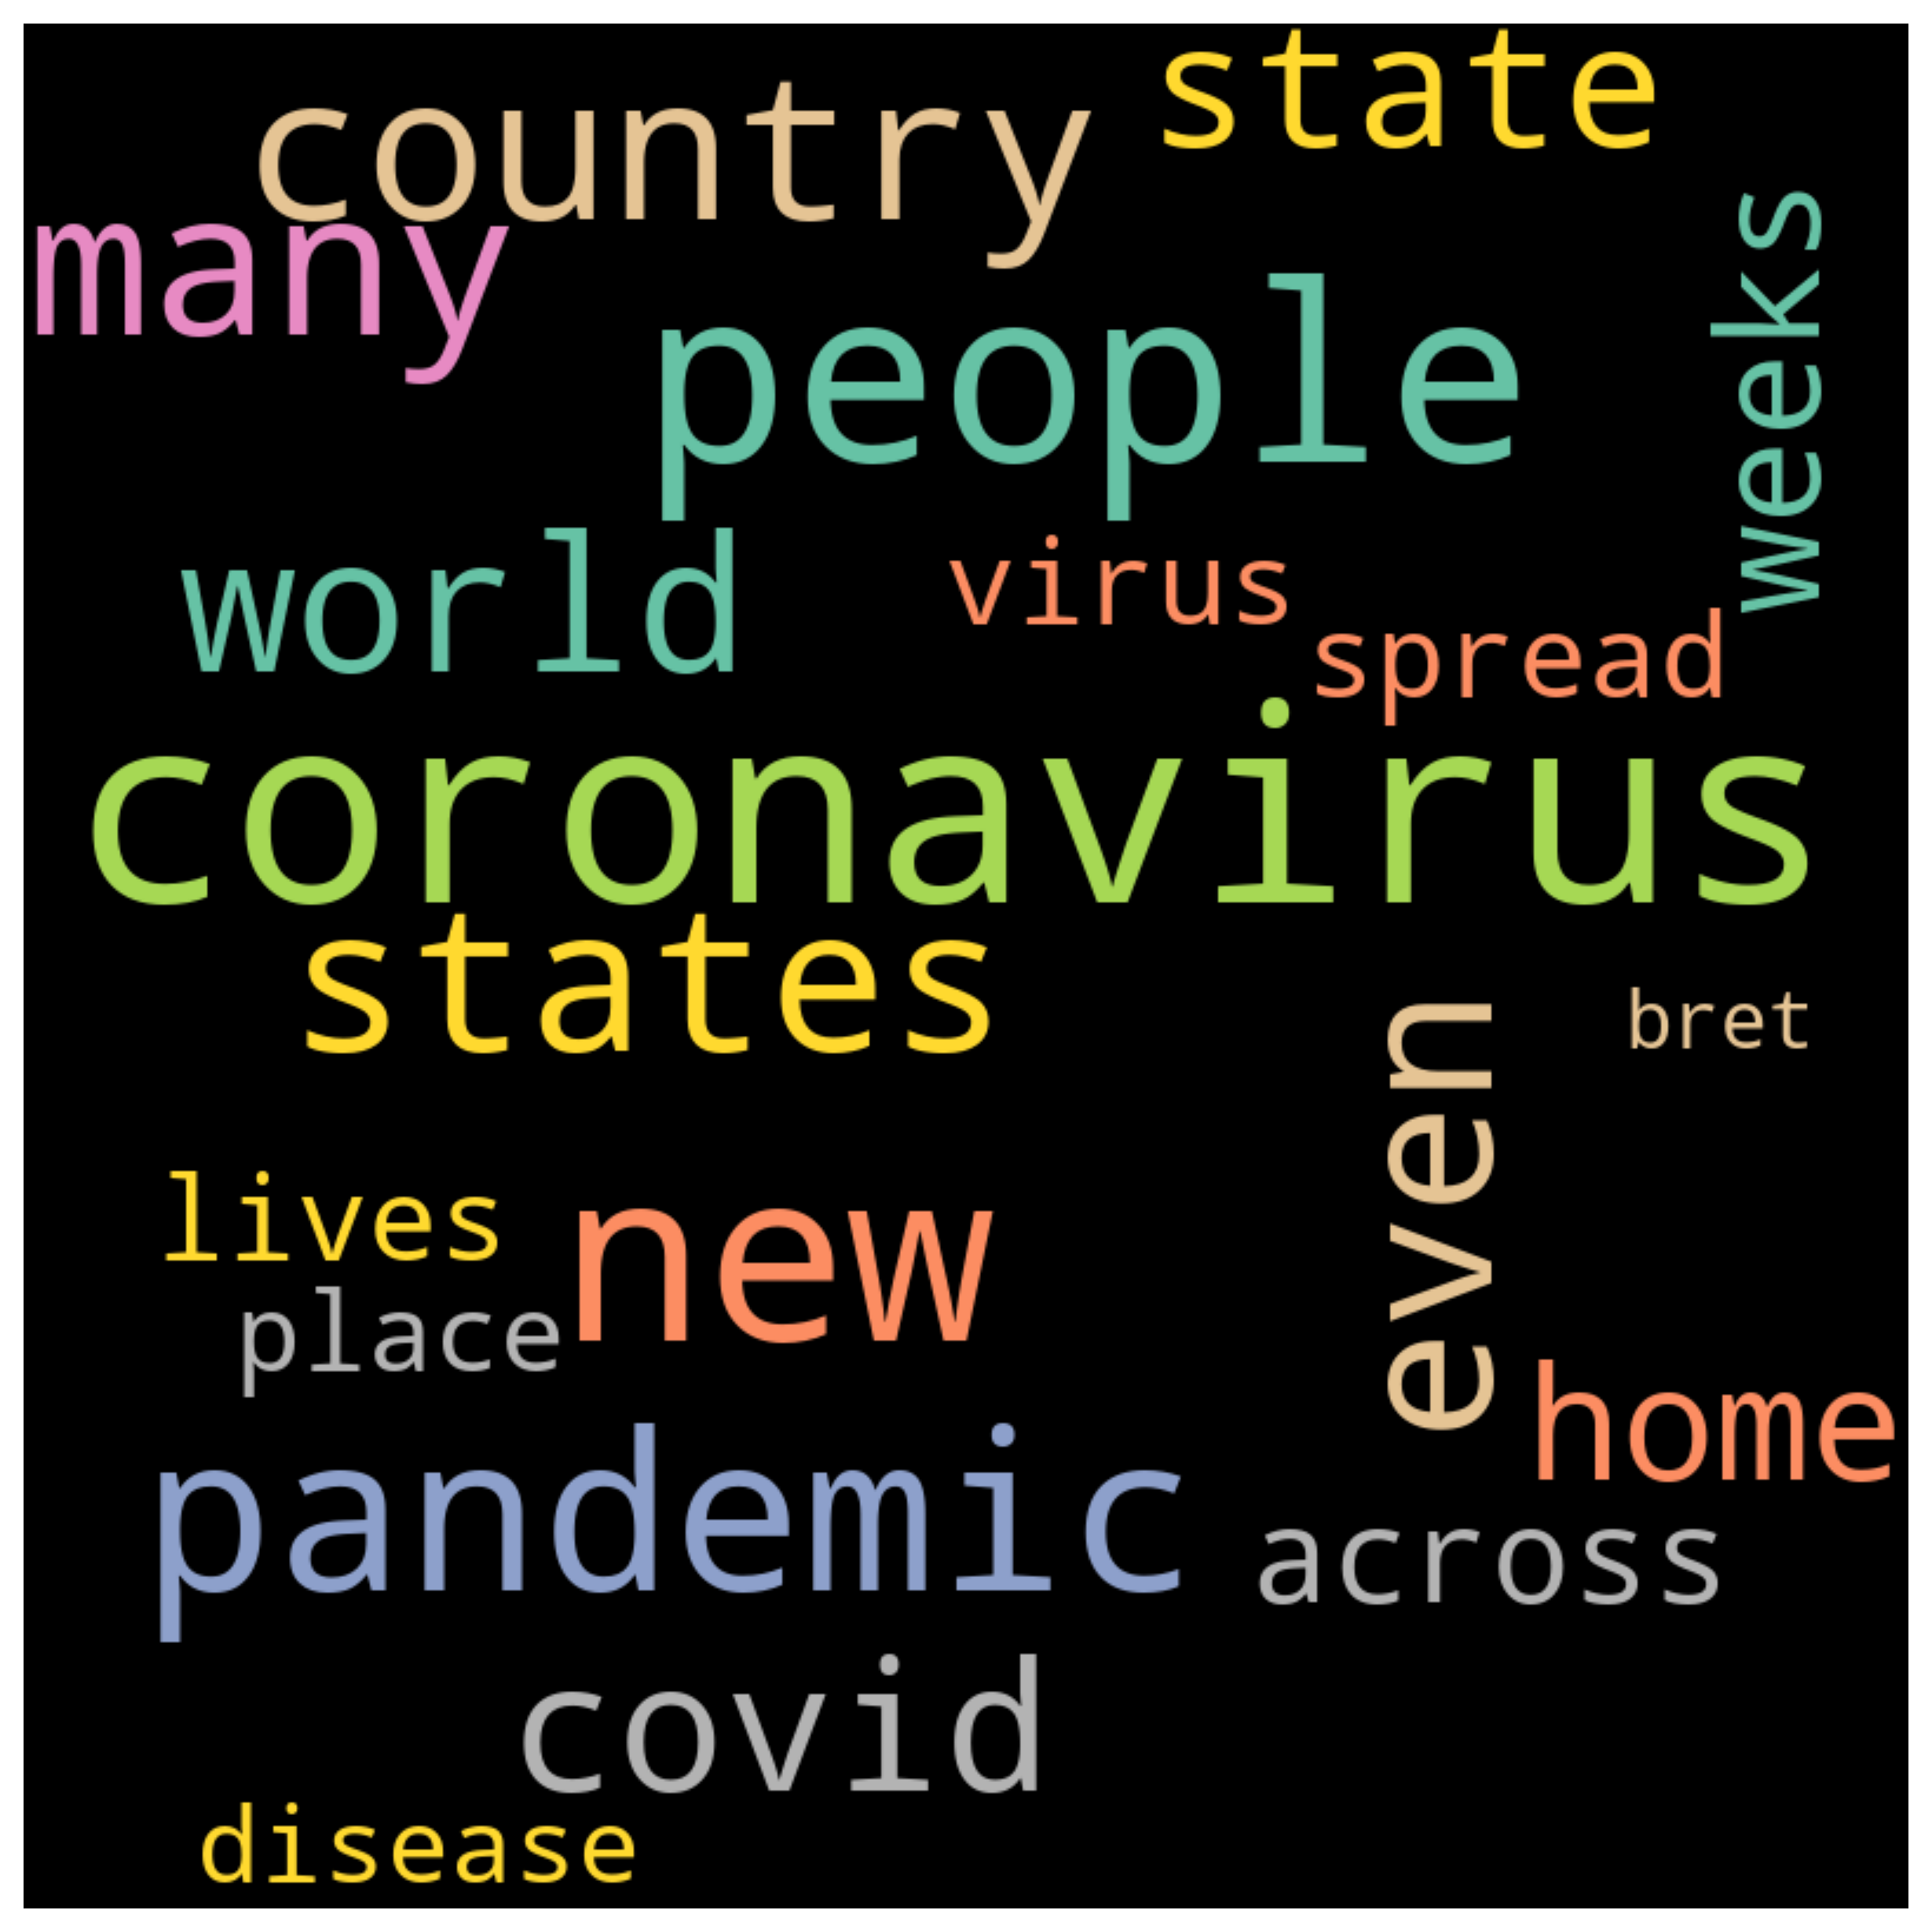 state
country
many
weeks
people
world
virus
spread
coronavirus
states
bret
even
lives
new
place
home
pandemic
across
covid
disease